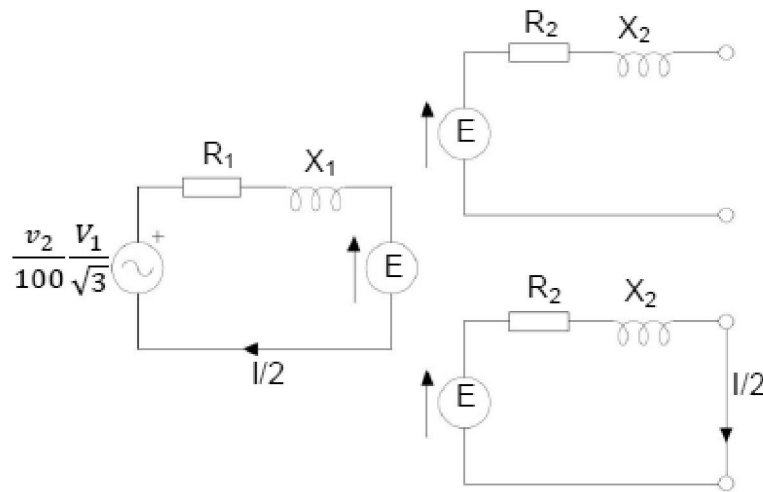 R₂
X₂
E
R₁
X₁
v₂/100 V₁/√3
+
E
I/2
R₂
X₂
E
I/2